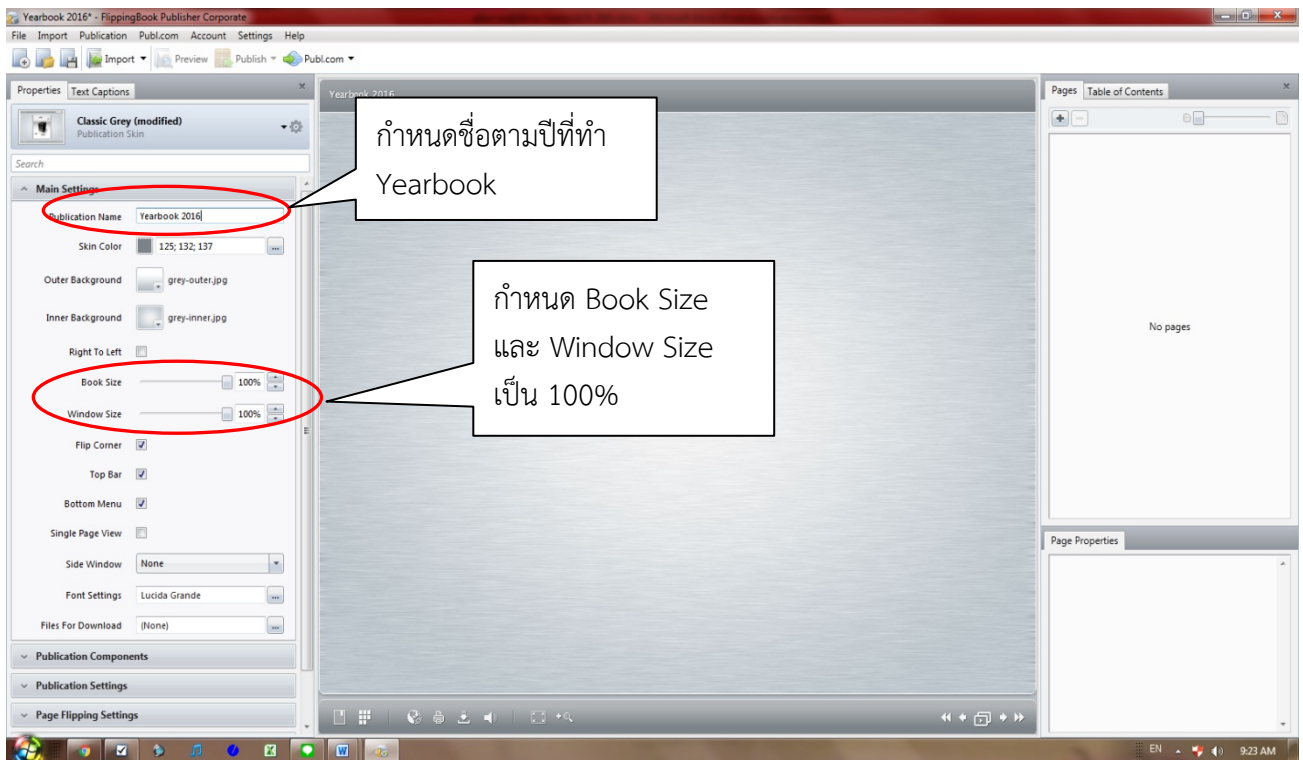 Yearbook 2016* - FlippingBook Publisher Corporate
File Import Publication Publ.com Account Settings Help
Import Preview Publish Publ.com
Properties Text Captions
Classic Grey (modified)
Publication Skin
Search
Main Settings
Publication Name Yearbook 2016
Skin Color 125; 132; 137
Outer Background grey-outer.jpg
Inner Background grey-inner.jpg
Right To Left
Book Size 100%
Window Size 100%
Flip Corner
Top Bar
Bottom Menu
Single Page View
Side Window None
Font Settings Lucida Grande
Files For Download (None)
Publication Components
Publication Settings
Page Flipping Settings
Yearbook 2016
กำหนดชื่อตามปีที่ทำ
Yearbook
กำหนด Book Size
และ Window Size
เป็น 100%
Pages Table of Contents
No pages
Page Properties
EN 9:23 AM